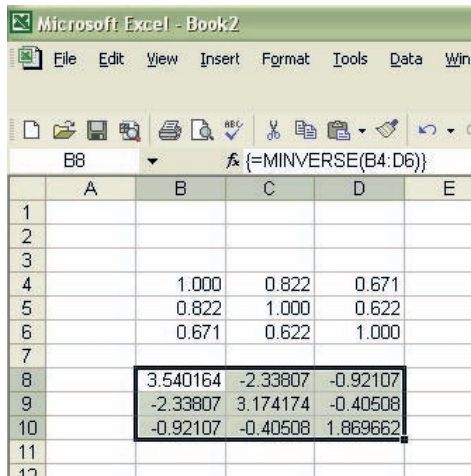 Microsoft Excel - Book2
File Edit View Insert Format Tools Data Win
ABC
B8 fx {=MINVERSE(B4:D6)}
A B C D E
1
2
3
4 1.000 0.822 0.671
5 0.822 1.000 0.622
6 0.671 0.622 1.000
7
8 3.540164 -2.33807 -0.92107
9 -2.33807 3.174174 -0.40508
10 -0.92107 -0.40508 1.869662
11
12